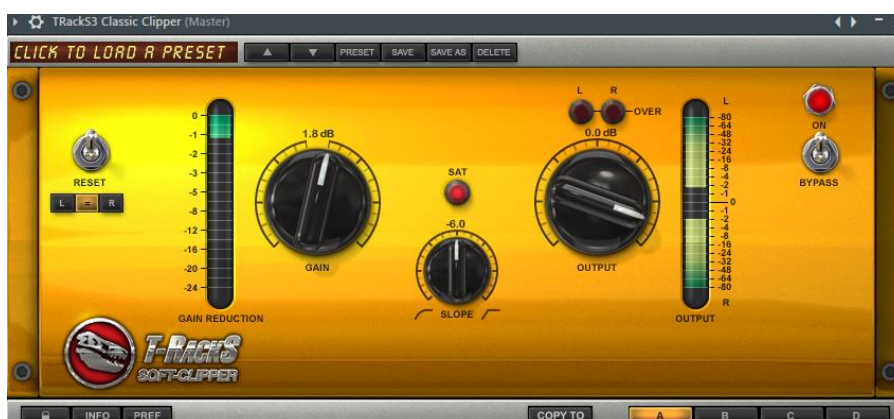 TRackS3 Classic Clipper (Master)
CLICK TO LOAD A PRESET
PRESET SAVE SAVE AS DELETE
L R
OVER
0.0 dB
1.8 dB
0
-1
-2
-3
-5
-8
-12
-16
-20
-24
GAIN REDUCTION
RESET
L = R
GAIN
SAT
-6.0
SLOPE
OUTPUT
L
-80
-64
-48
-32
-24
-16
-8
-4
-2
-1
0
-1
-2
-4
-8
-16
-24
-32
-48
-64
-80
R
OUTPUT
ON
BYPASS
T-RackS
SOFT-CLIPPER
INFO PREF
COPY TO A B C D